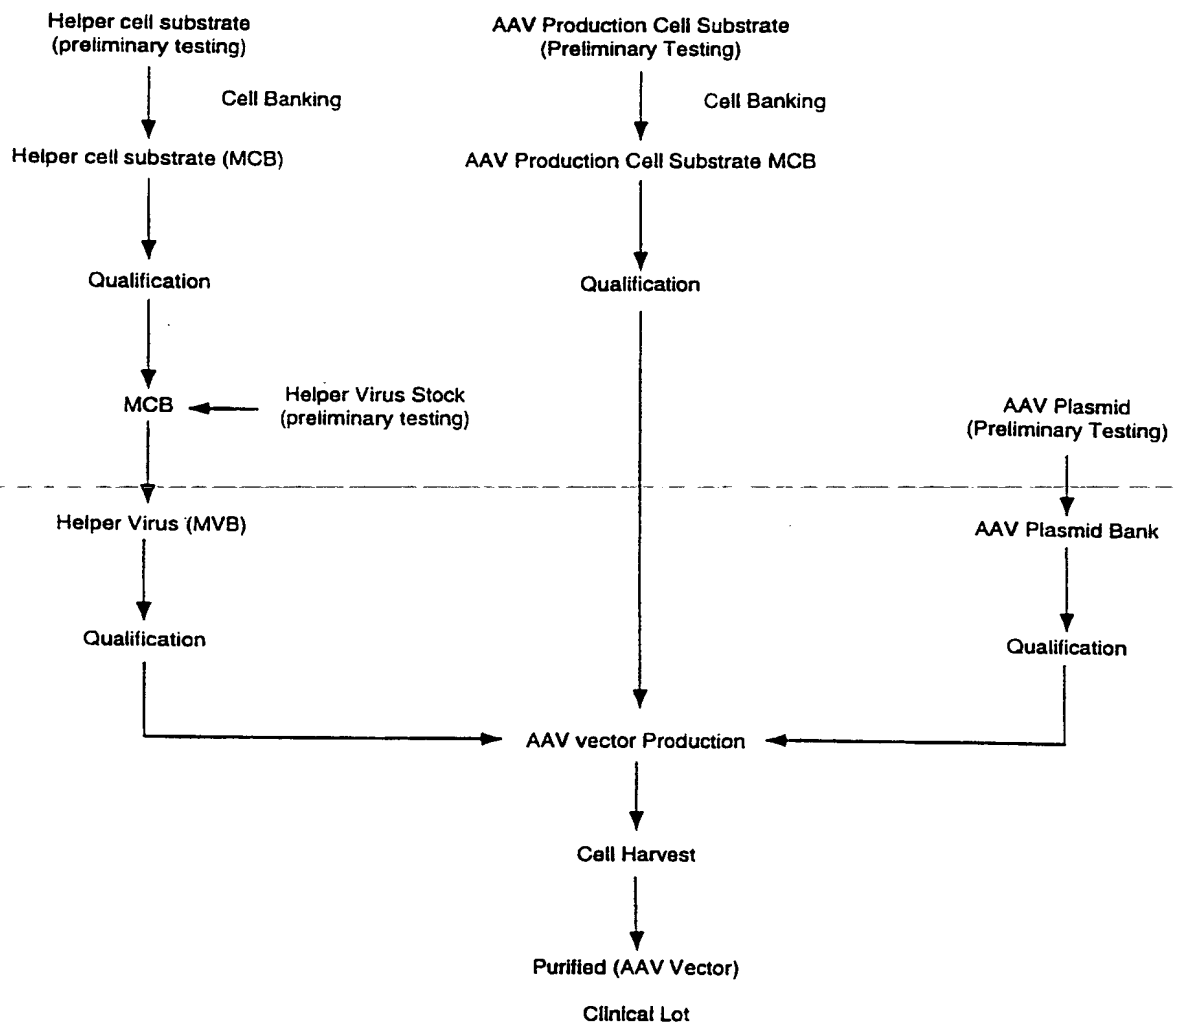 Helper cell substrate
(preliminary testing)
AAV Production Cell Substrate
(Preliminary Testing)
Cell Banking
Cell Banking
Helper cell substrate (MCB)
AAV Production Cell Substrate MCB
Qualification
Qualification
MCB
Helper Virus Stock
(preliminary testing)
AAV Plasmid
(Preliminary Testing)
Helper Virus (MVB)
AAV Plasmid Bank
Qualification
Qualification
AAV vector Production
Cell Harvest
Purified (AAV Vector)
Clinical Lot